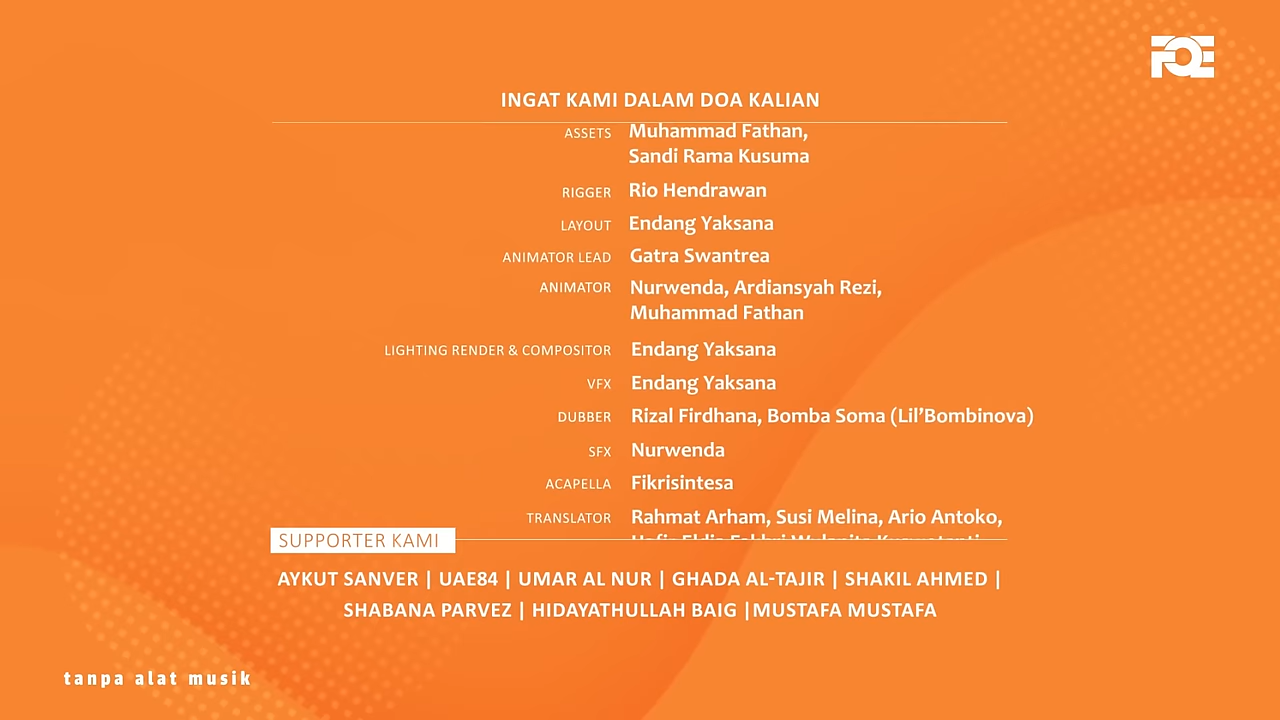 FQE
INGAT KAMI DALAM DOA KALIAN
ASSETS Muhammad Fathan,
Sandi Rama Kusuma
RIGGER Rio Hendrawan
LAYOUT Endang Yaksana
ANIMATOR LEAD Gatra Swantrea
ANIMATOR Nurwenda, Ardiansyah Rezi,
Muhammad Fathan
LIGHTING RENDER & COMPOSITOR Endang Yaksana
VFX Endang Yaksana
DUBBER Rizal Firdhana, Bomba Soma (Lil’Bombinova)
SFX Nurwenda
ACAPELLA Fikrisintesa
TRANSLATOR Rahmat Arham, Susi Melina, Ario Antoko,
SUPPORTER KAMI
AYKUT SANVER | UAE84 | UMAR AL NUR | GHADA AL-TAJIR | SHAKIL AHMED |
SHABANA PARVEZ | HIDAYATHULLAH BAIG |MUSTAFA MUSTAFA
tanpa alat musik